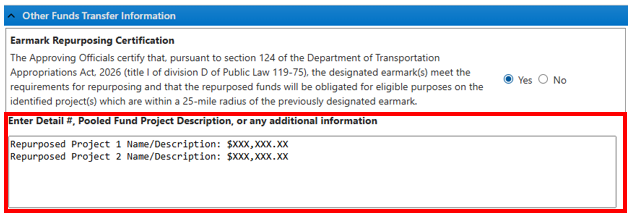 Other Funds Transfer Information
Earmark Repurposing Certification
The Approving Officials certify that, pursuant to section 124 of the Department of Transportation
Appropriations Act, 2026 (title I of division D of Public Law 119-75), the designated earmark(s) meet the
requirements for repurposing and that the repurposed funds will be obligated for eligible purposes on the
identified project(s) which are within a 25-mile radius of the previously designated earmark.
Yes No
Enter Detail #, Pooled Fund Project Description, or any additional information
Repurposed Project 1 Name/Description: $XXX,XXX.XX
Repurposed Project 2 Name/Description: $XXX,XXX.XX